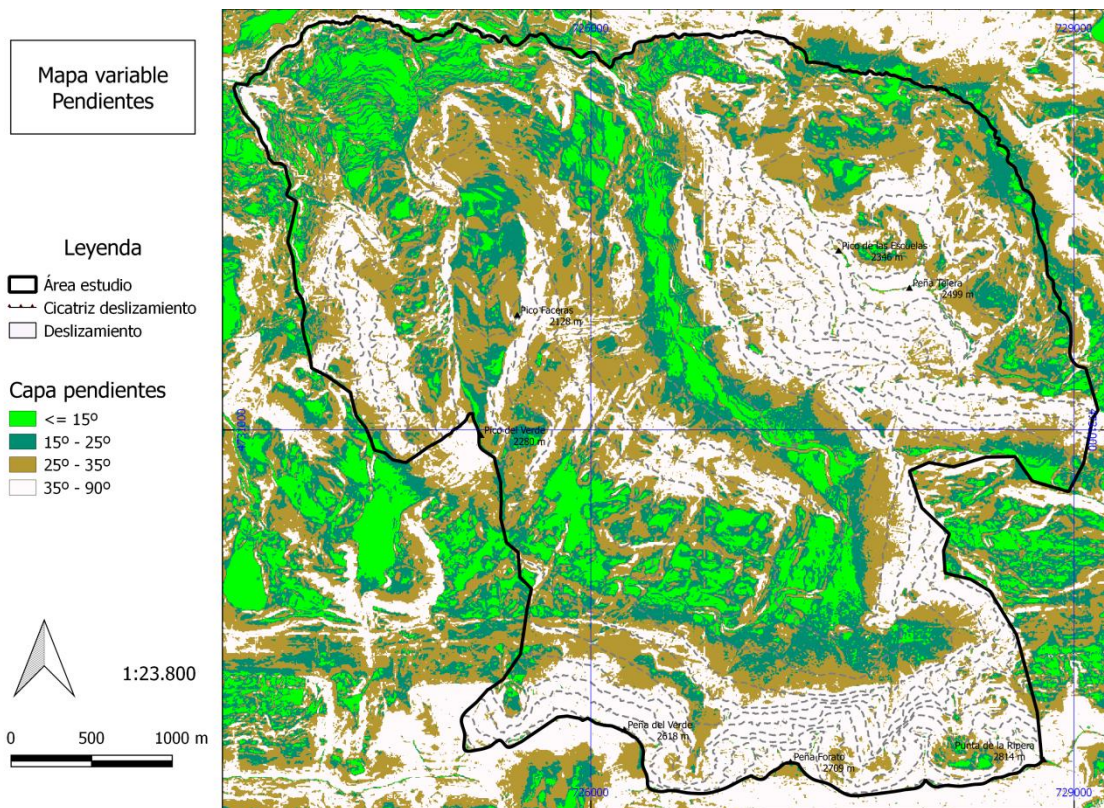 Mapa variable
Pendientes
Leyenda
Área estudio
Cicatriz deslizamiento
Deslizamiento
Capa pendientes
<= 15º
15º - 25º
25º - 35º
35º - 90º
1:23.800
0 500 1000 m
726000
729000
Pico de las Escuelas
2346 m
Peña Telera
2499 m
Pico Faceras
2128 m
Pico del Verde
2280 m
Peña del Verde
2618 m
Peña Forato
2709 m
Punta de la Ripera
2814 m
726000
729000